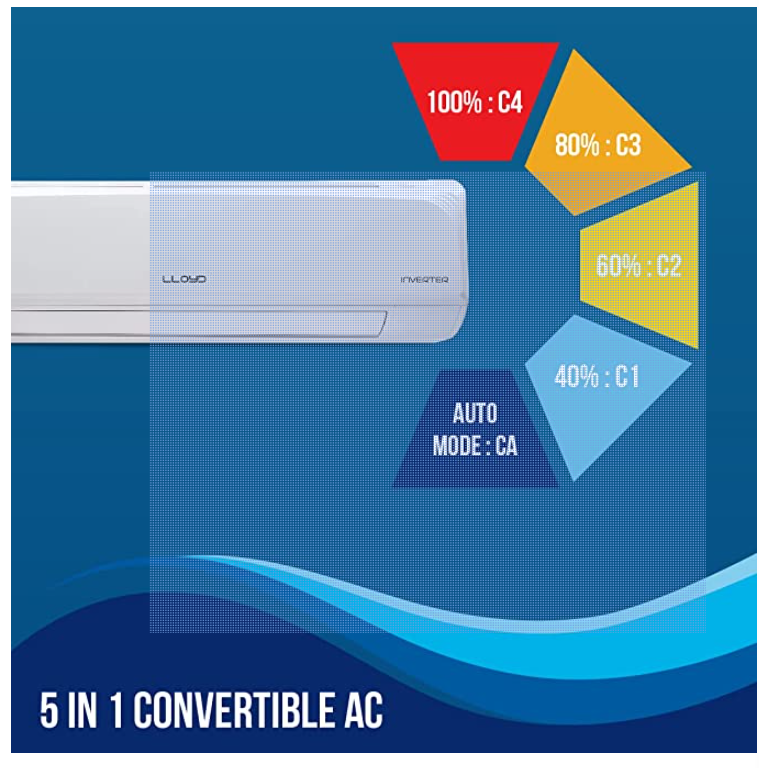 100% : C4
80% : C3
60% : C2
40% : C1
AUTO
MODE : CA
LLOYD
INVERTER
5 IN 1 CONVERTIBLE AC